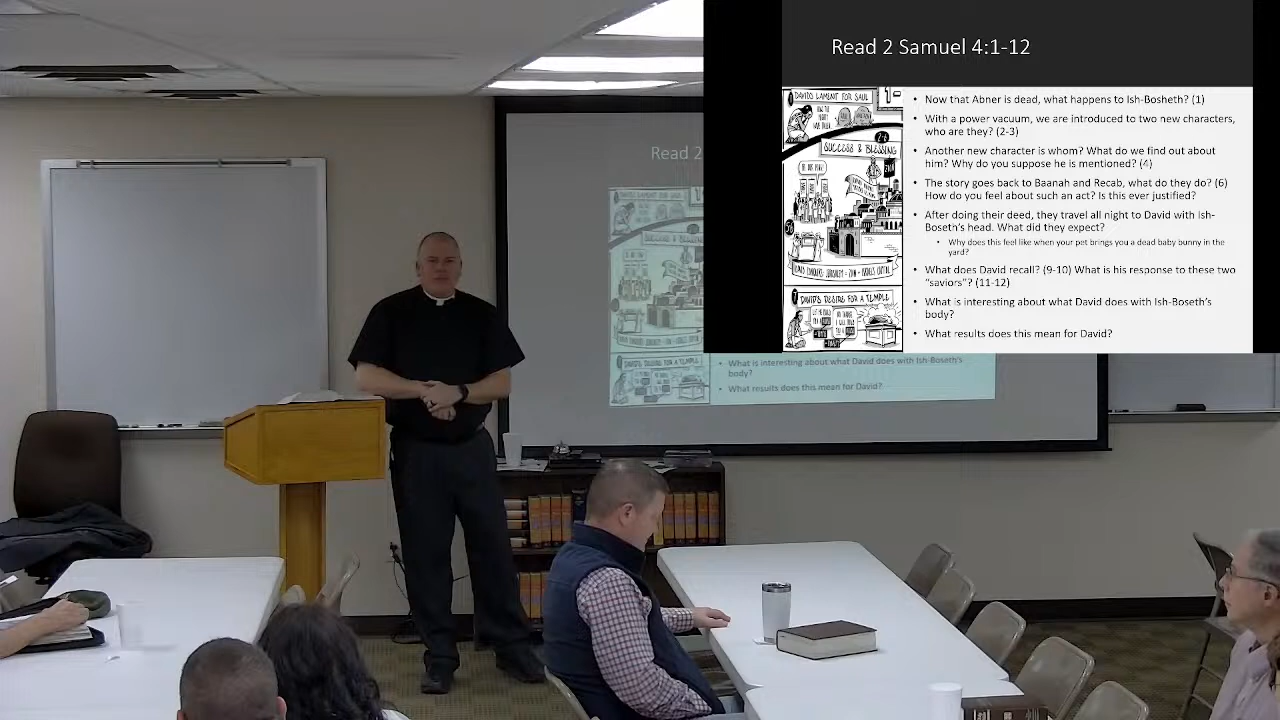 Read 2 Samuel 4:1-12
DAVID'S LAMENT FOR SAUL
1-
SUCCESS & BLESSING
DAVID'S DESIRE FOR A TEMPLE
• Now that Abner is dead, what happens to Ish-Bosheth? (1)
• With a power vacuum, we are introduced to two new characters,
who are they? (2-3)
• Another new character is whom? What do we find out about
him? Why do you suppose he is mentioned? (4)
• The story goes back to Baanah and Recab, what do they do? (6)
How do you feel about such an act? Is this ever justified?
• After doing their deed, they travel all night to David with Ish-
Boseth's head. What did they expect?
• Why does this feel like when your pet brings you a dead baby bunny in the
yard?
• What does David recall? (9-10) What is his response to these two
"saviors"? (11-12)
• What is interesting about what David does with Ish-Boseth's
body?
• What results does this mean for David?
Read 2
SUCCESS & BLESSING
DAVID'S DESIRE FOR A TEMPLE
• What is interesting about what David does with Ish-Boseth's
body?
• What results does this mean for David?